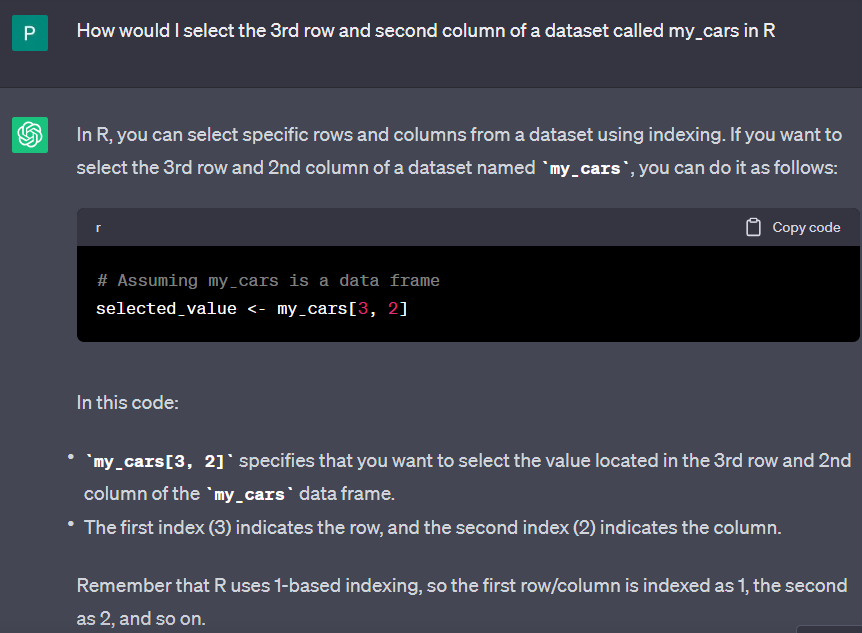 P
How would I select the 3rd row and second column of a dataset called my_cars in R
In R, you can select specific rows and columns from a dataset using indexing. If you want to
select the 3rd row and 2nd column of a dataset named `my_cars`, you can do it as follows:
r
Copy code
# Assuming my_cars is a data frame
selected_value <- my_cars[3, 2]
In this code:
• `my_cars[3, 2]` specifies that you want to select the value located in the 3rd row and 2nd
column of the `my_cars` data frame.
• The first index (3) indicates the row, and the second index (2) indicates the column.
Remember that R uses 1-based indexing, so the first row/column is indexed as 1, the second
as 2, and so on.